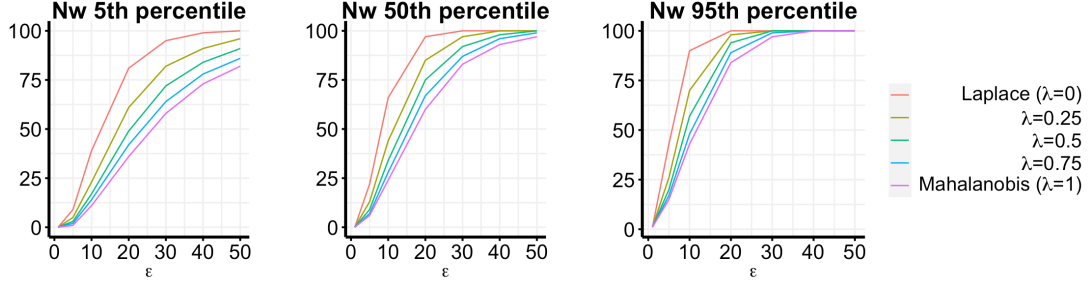 Nw 5th percentile
100
75
50
25
0
0 10 20 30 40 50
ε
Nw 50th percentile
100
75
50
25
0
0 10 20 30 40 50
ε
Nw 95th percentile
100
75
50
25
0
0 10 20 30 40 50
ε
Laplace (λ=0)
λ=0.25
λ=0.5
λ=0.75
Mahalanobis (λ=1)